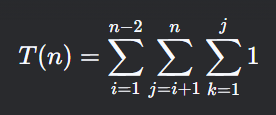 T(n) = \sum_{i=1}^{n-2} \sum_{j=i+1}^{n} \sum_{k=1}^{j} 1